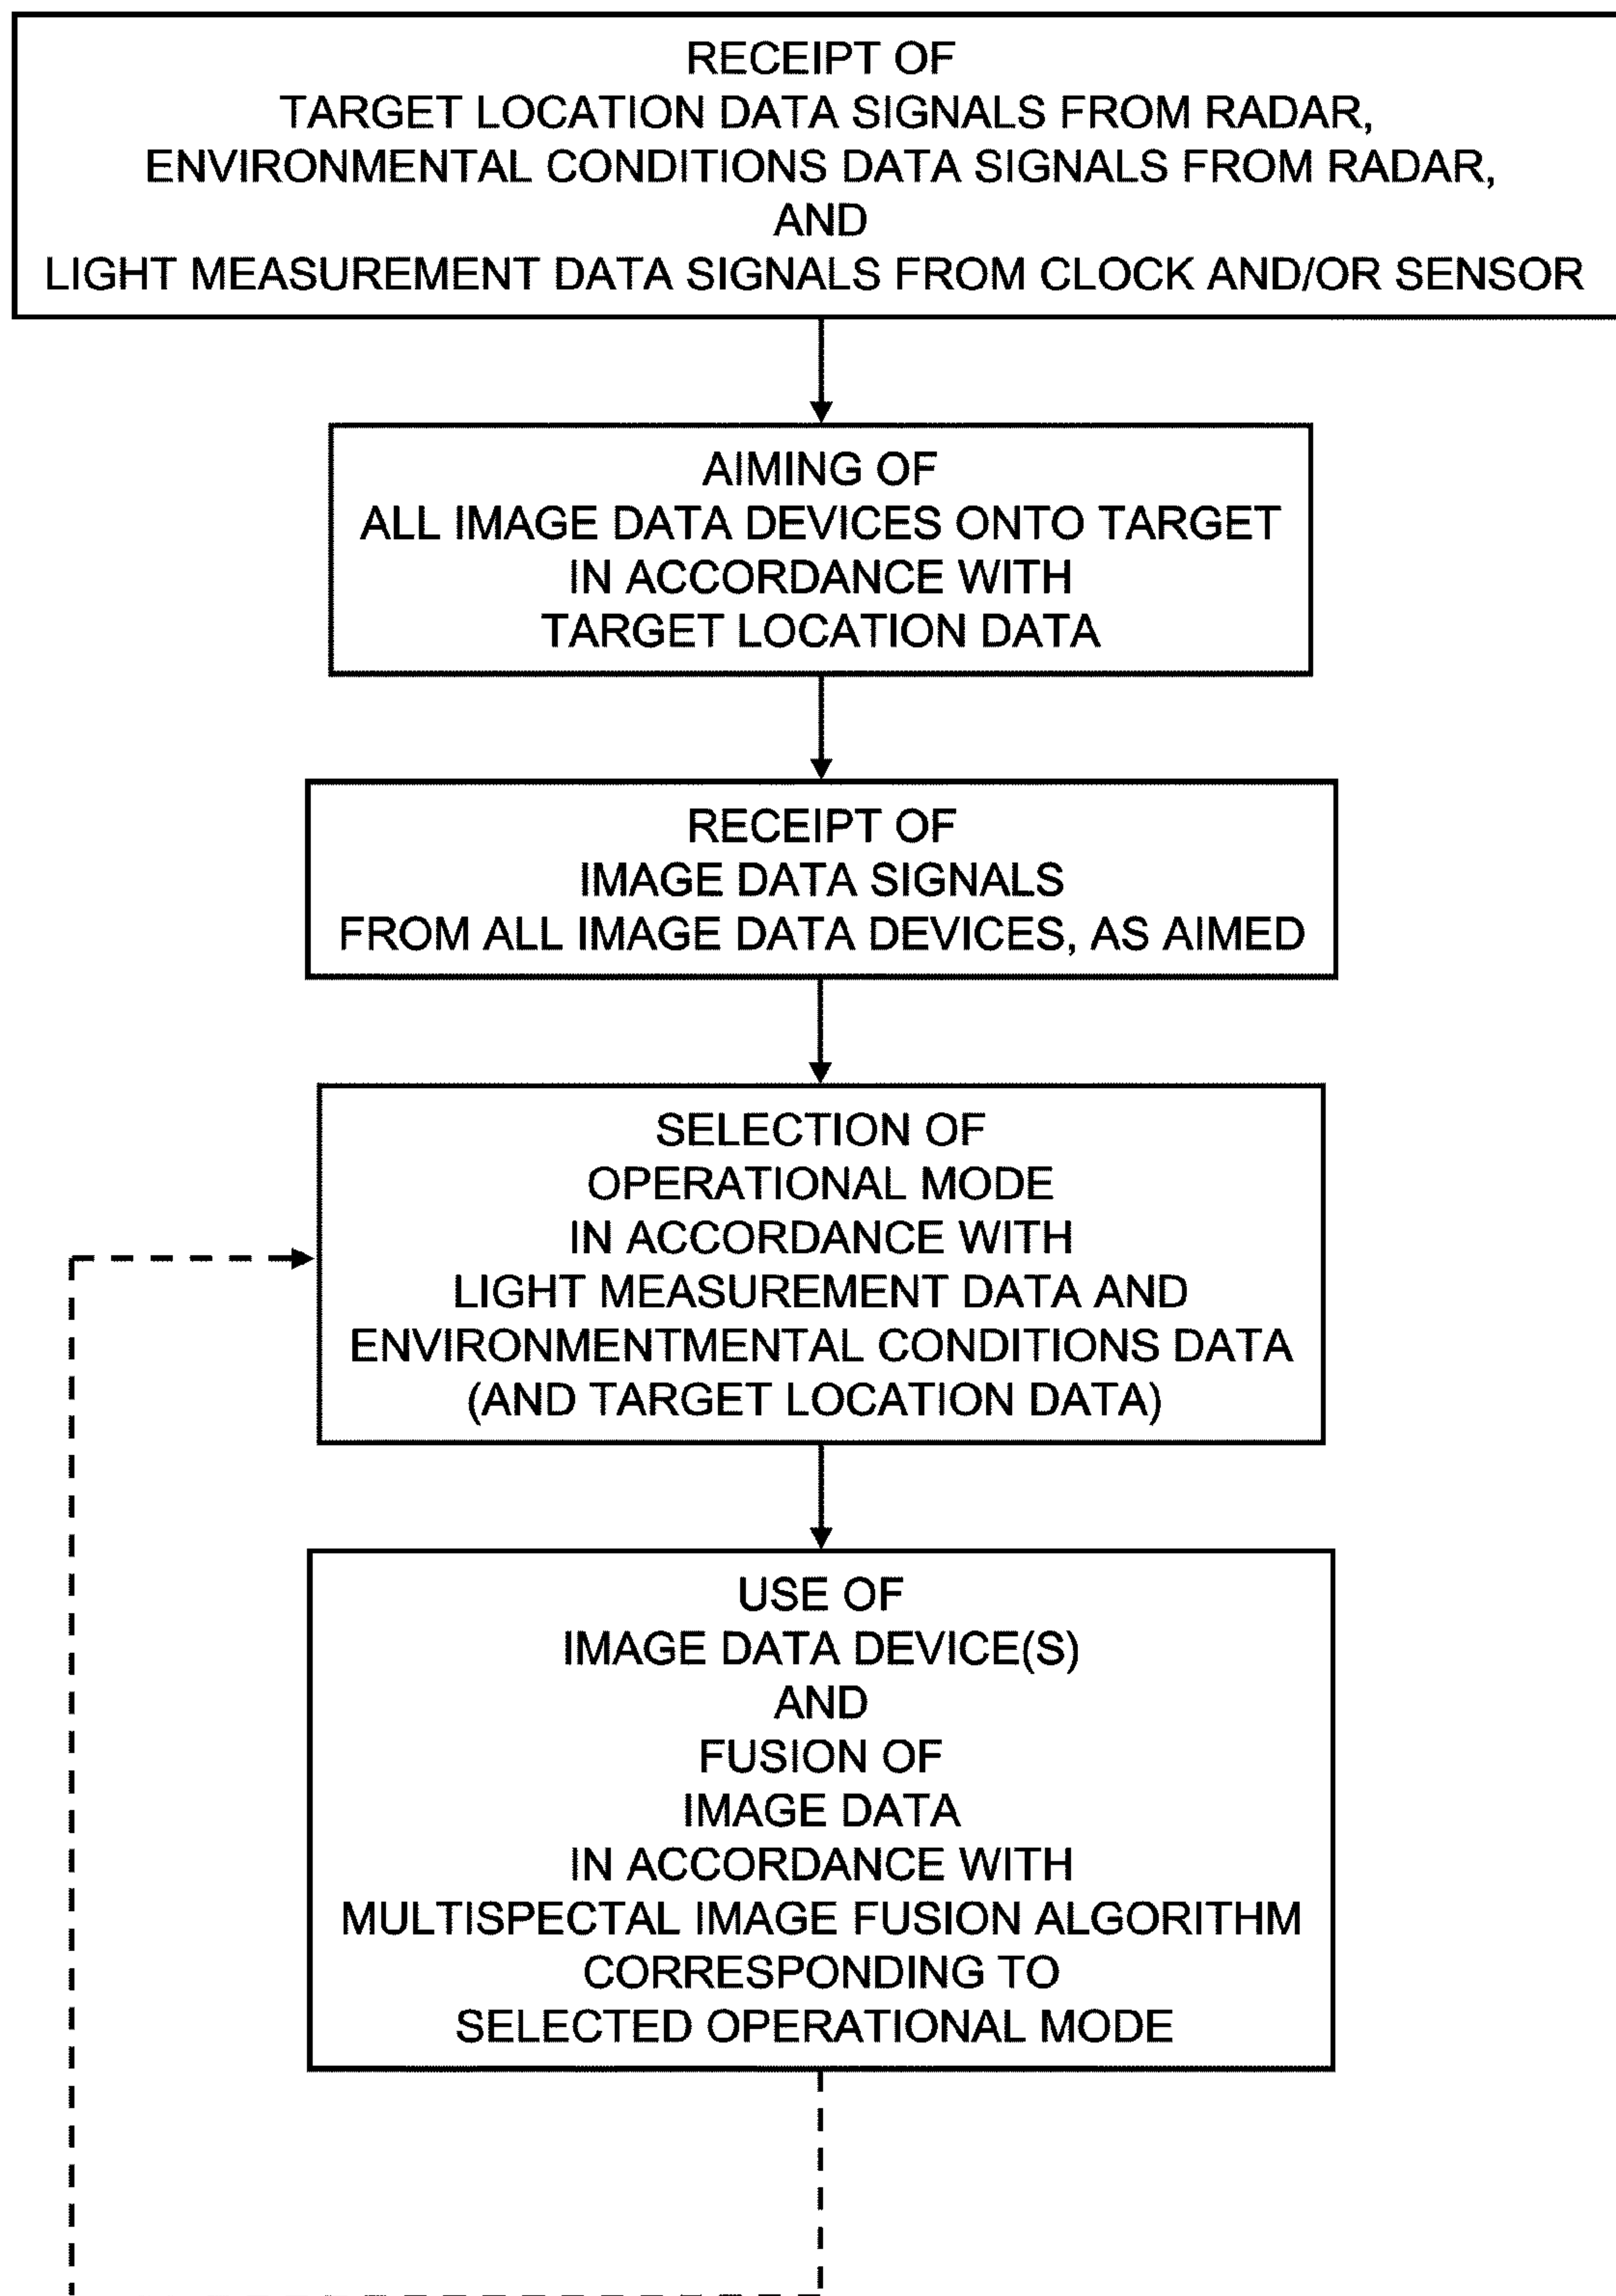 RECEIPT OF
TARGET LOCATION DATA SIGNALS FROM RADAR,
ENVIRONMENTAL CONDITIONS DATA SIGNALS FROM RADAR,
AND
LIGHT MEASUREMENT DATA SIGNALS FROM CLOCK AND/OR SENSOR
AIMING OF
ALL IMAGE DATA DEVICES ONTO TARGET
IN ACCORDANCE WITH
TARGET LOCATION DATA
RECEIPT OF
IMAGE DATA SIGNALS
FROM ALL IMAGE DATA DEVICES, AS AIMED
SELECTION OF
OPERATIONAL MODE
IN ACCORDANCE WITH
LIGHT MEASUREMENT DATA AND
ENVIRONMENTMENTAL CONDITIONS DATA
(AND TARGET LOCATION DATA)
USE OF
IMAGE DATA DEVICE(S)
AND
FUSION OF
IMAGE DATA
IN ACCORDANCE WITH
MULTISPECTAL IMAGE FUSION ALGORITHM
CORRESPONDING TO
SELECTED OPERATIONAL MODE